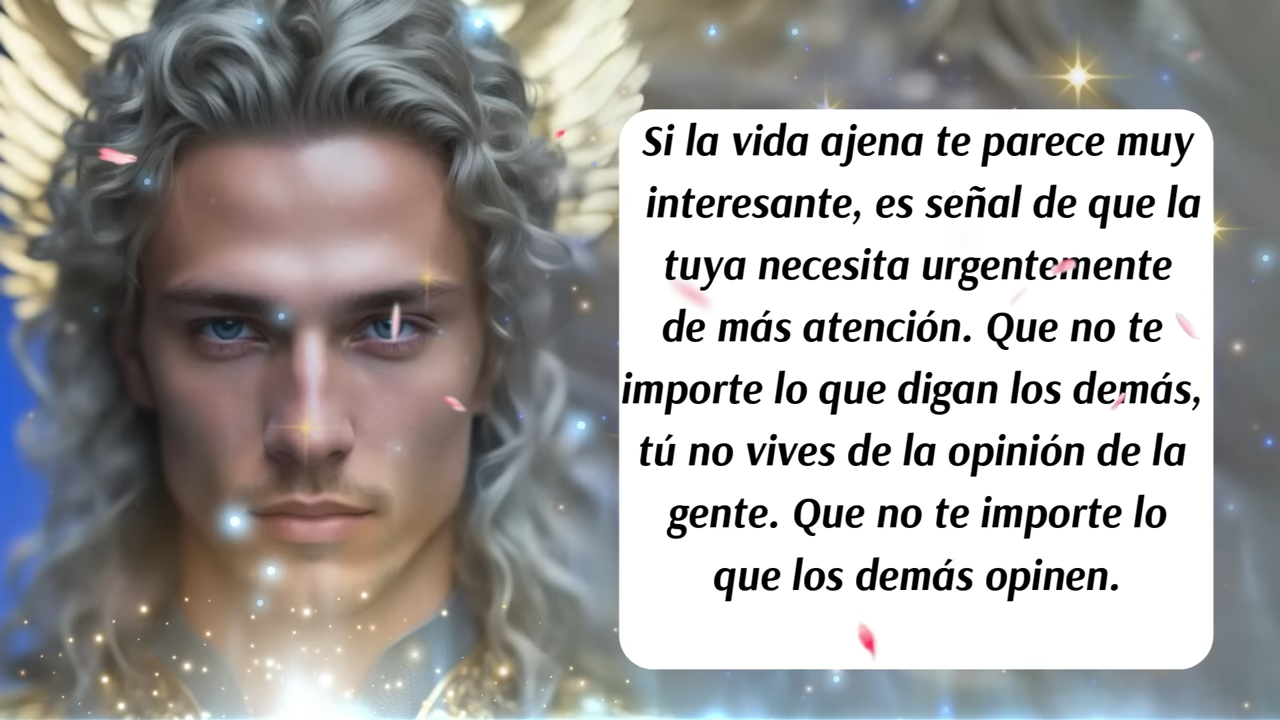 Si la vida ajena te parece muy
interesante, es señal de que la
tuya necesita urgentemente
de más atención. Que no te
importe lo que digan los demás,
tú no vives de la opinión de la
gente. Que no te importe lo
que los demás opinen.